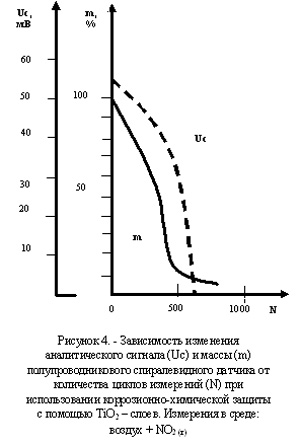 Uc, m,
мВ %
60
50 100
40
Uc
30
50
20
10 m
0 500 1000 N
Рисунок 4. - Зависимость изменения
аналитического сигнала (Uc) и массы (m)
полупроводникового спиралевидного датчика от
количества циклов измерений (N) при
использовании коррозионно-химической защиты
с помощью TiO2 – слоев. Измерения в среде:
воздух + NO2 (г)